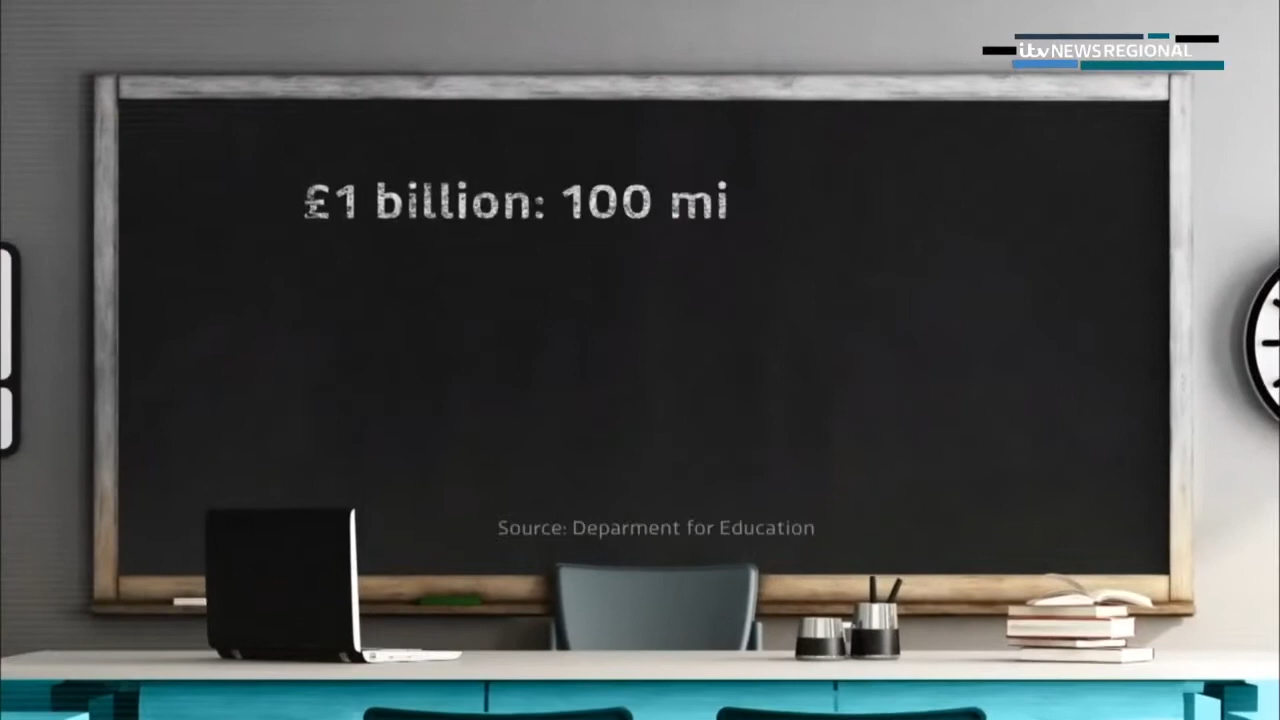 itv NEWS REGIONAL
£1 billion: 100 mi
Source: Deparment for Education